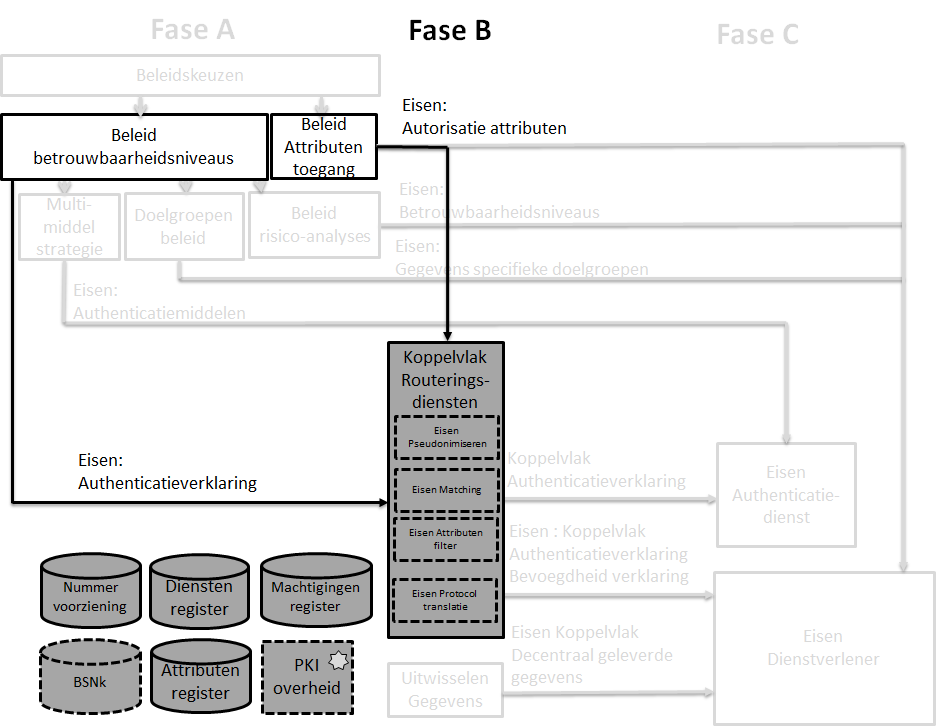 Fase A
Fase B
Fase C
Beleidskeuzen
Beleid
betrouwbaarheidsniveaus
Beleid
Attributen
toegang
Eisen:
Autorisatie attributen
Multi-
middel
strategie
Doelgroepen
beleid
Beleid
risico-analyses
Eisen:
Betrouwbaarheidsniveaus
Eisen:
Gegevens specifieke doelgroepen
Eisen:
Authenticatiemiddelen
Koppelvlak
Routerings-
diensten
Eisen
Pseudonimiseren
Eisen Matching
Eisen Attributen
filter
Eisen Protocol
translatie
Eisen:
Authenticatieverklaring
Koppelvlak
Authenticatieverklaring
Eisen
Authenticatie-
dienst
Eisen : Koppelvlak
Authenticatieverklaring
Bevoegdheid verklaring
Eisen Koppelvlak
Decentraal geleverde
gegevens
Eisen
Dienstverlener
Uitwisselen
Gegevens
Nummer
voorziening
Diensten
register
Machtigingen
register
BSNk
Attributen
register
PKI
overheid